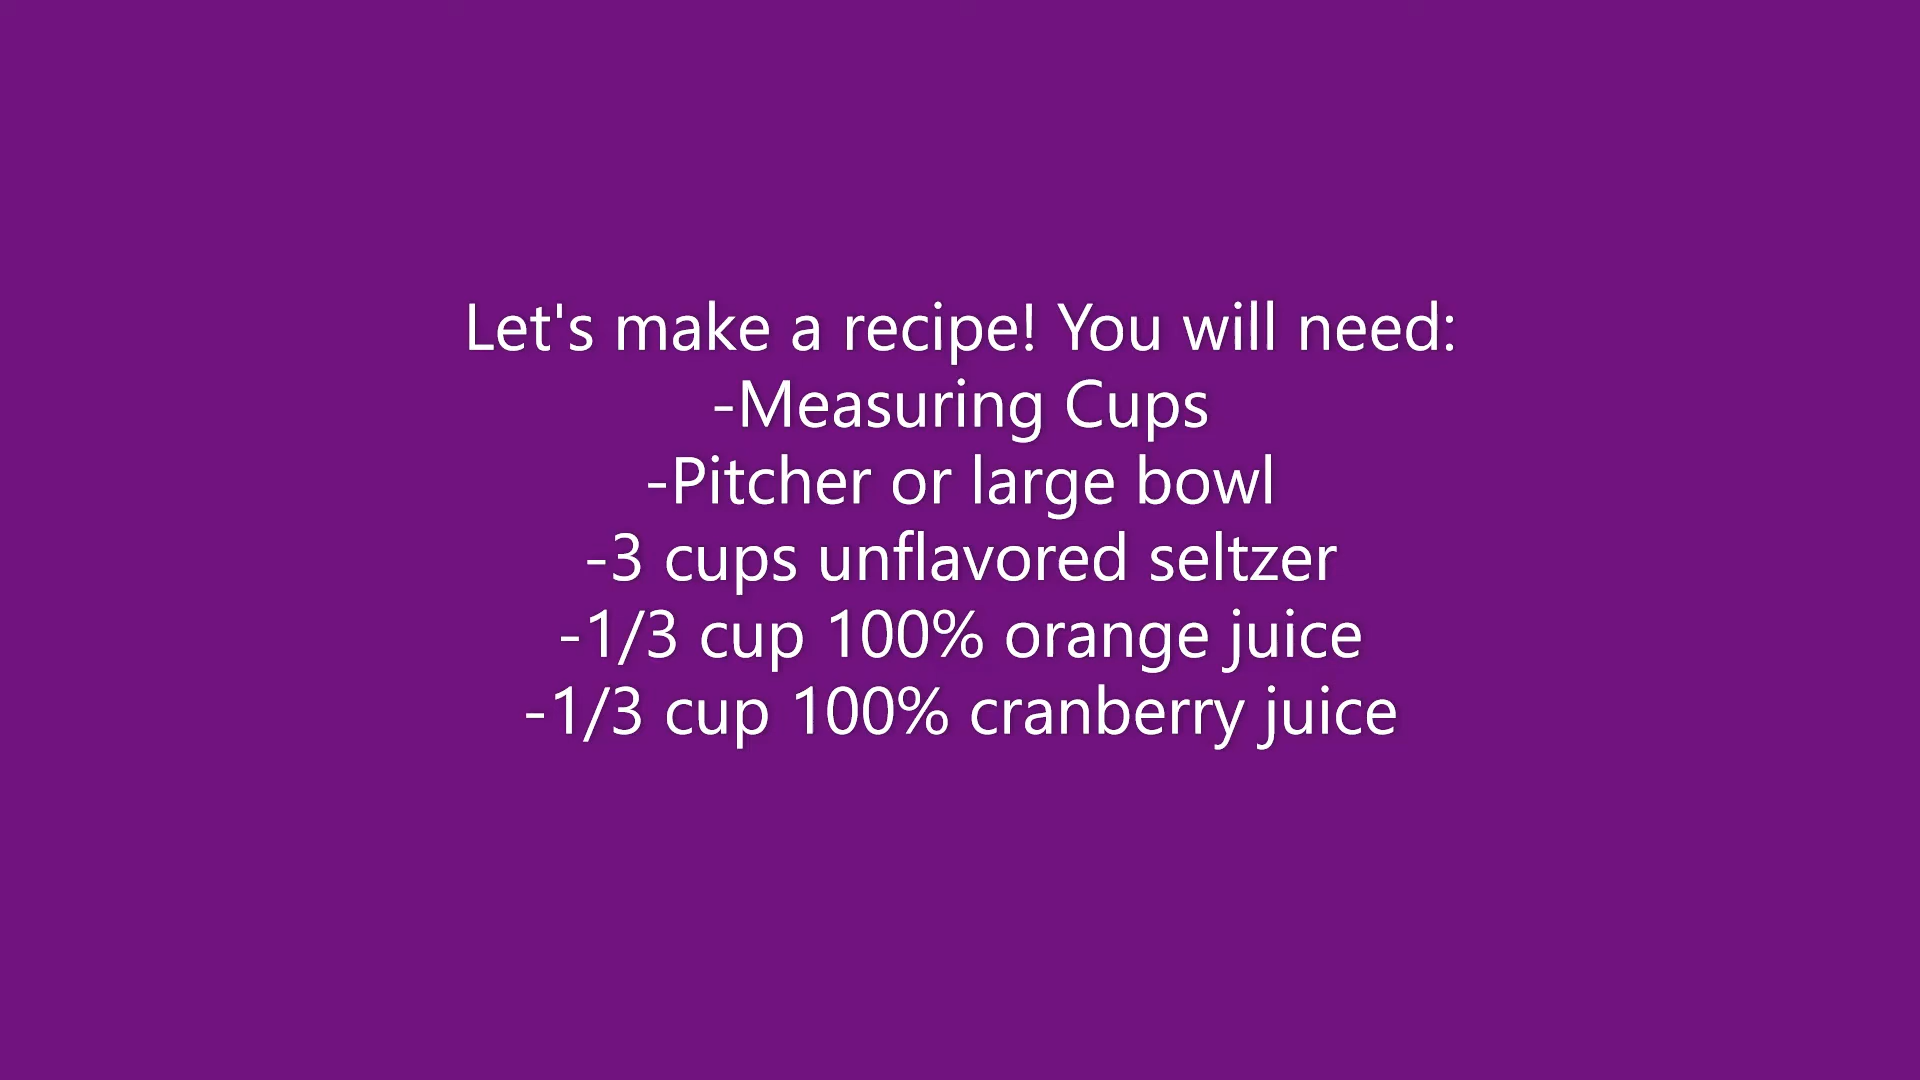 Let's make a recipe! You will need:
-Measuring Cups
-Pitcher or large bowl
-3 cups unflavored seltzer
-1/3 cup 100% orange juice
-1/3 cup 100% cranberry juice